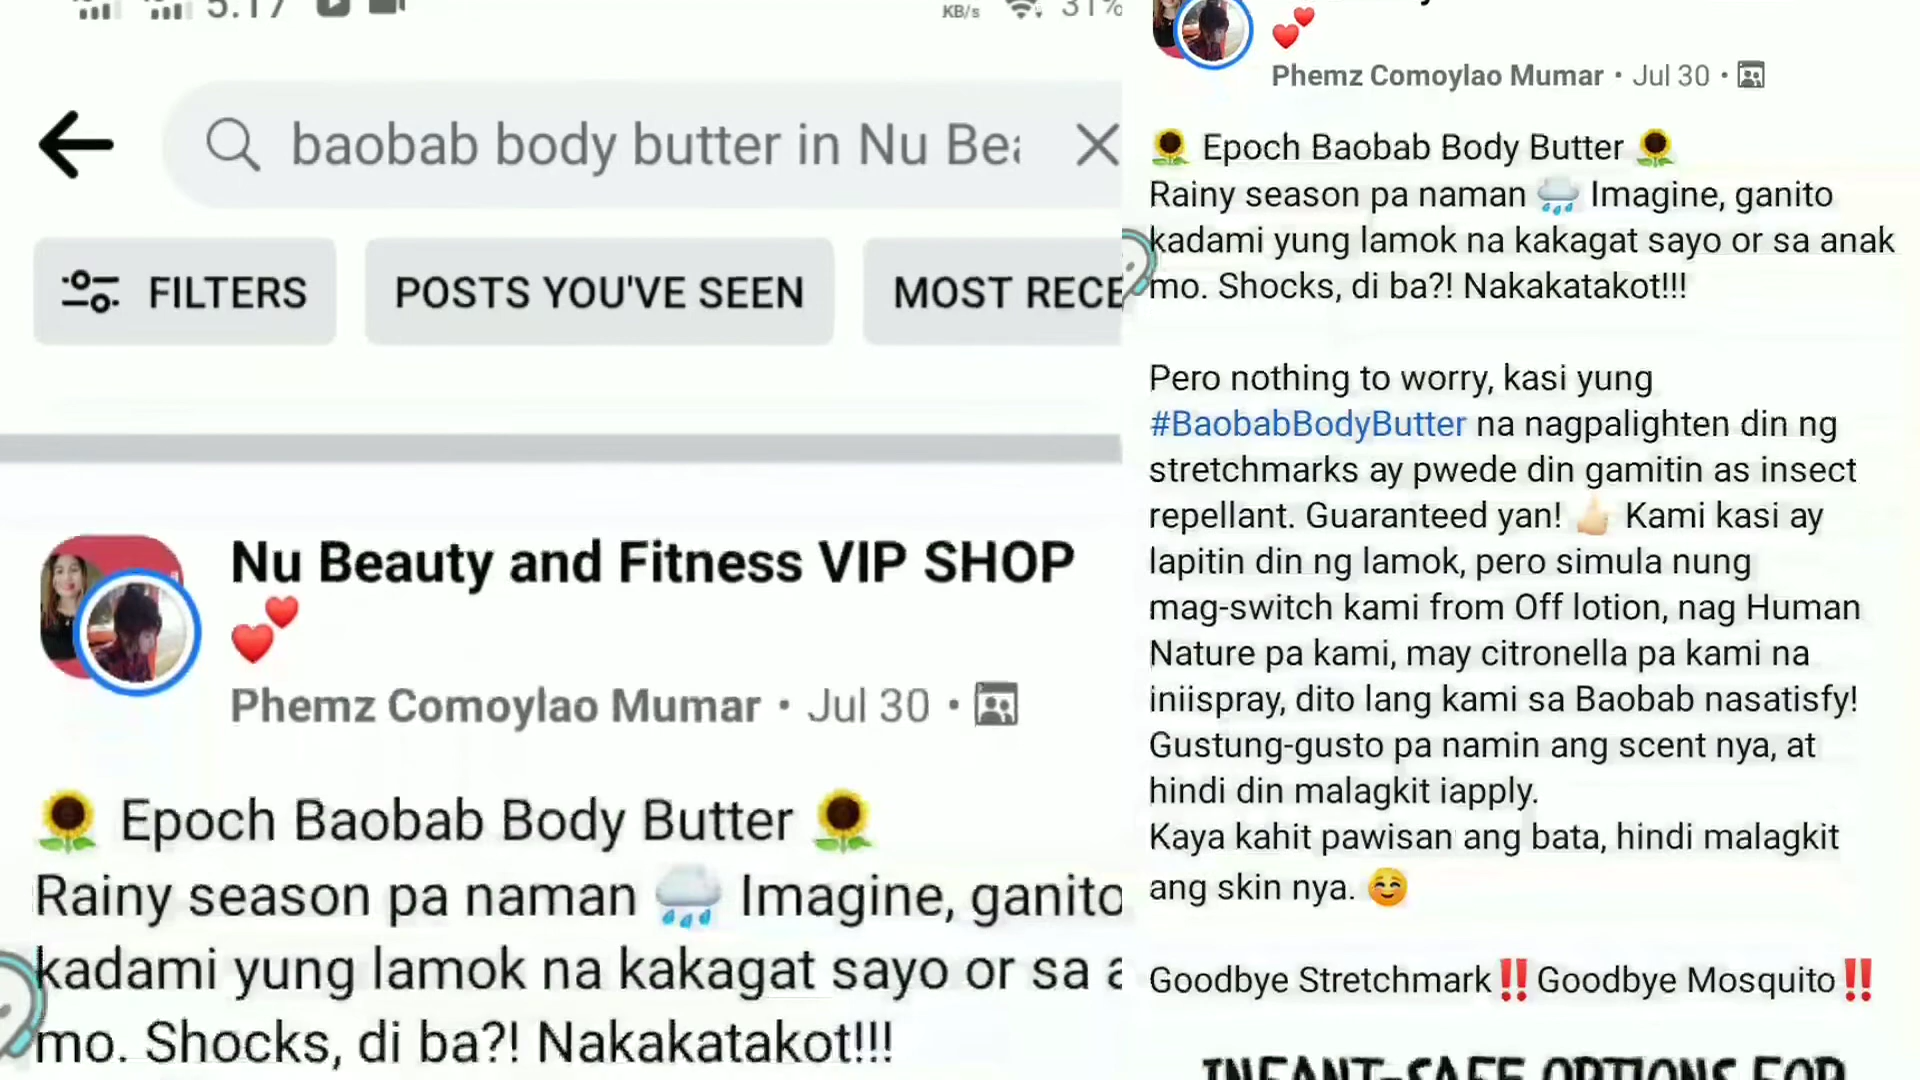 5:17
KB/s
31%
baobab body butter in Nu Bea
FILTERS
POSTS YOU'VE SEEN
MOST RECE
Nu Beauty and Fitness VIP SHOP
💕
Phemz Comoylao Mumar • Jul 30 •
🌻 Epoch Baobab Body Butter 🌻
Rainy season pa naman 🌧️ Imagine, ganito
kadami yung lamok na kakagat sayo or sa a
mo. Shocks, di ba?! Nakakatakot!!!
💕
Phemz Comoylao Mumar • Jul 30 •
🌻 Epoch Baobab Body Butter 🌻
Rainy season pa naman 🌧️ Imagine, ganito
kadami yung lamok na kakagat sayo or sa anak
mo. Shocks, di ba?! Nakakatakot!!!
Pero nothing to worry, kasi yung
#BaobabBodyButter na nagpalighten din ng
stretchmarks ay pwede din gamitin as insect
repellant. Guaranteed yan! 👍🏻 Kami kasi ay
lapitin din ng lamok, pero simula nung
mag-switch kami from Off lotion, nag Human
Nature pa kami, may citronella pa kami na
iniispray, dito lang kami sa Baobab nasatisfy!
Gustung-gusto pa namin ang scent nya, at
hindi din malagkit iapply.
Kaya kahit pawisan ang bata, hindi malagkit
ang skin nya. ☺️
Goodbye Stretchmark‼️Goodbye Mosquito‼️
INFANT-SAFE OPTIONS FOR